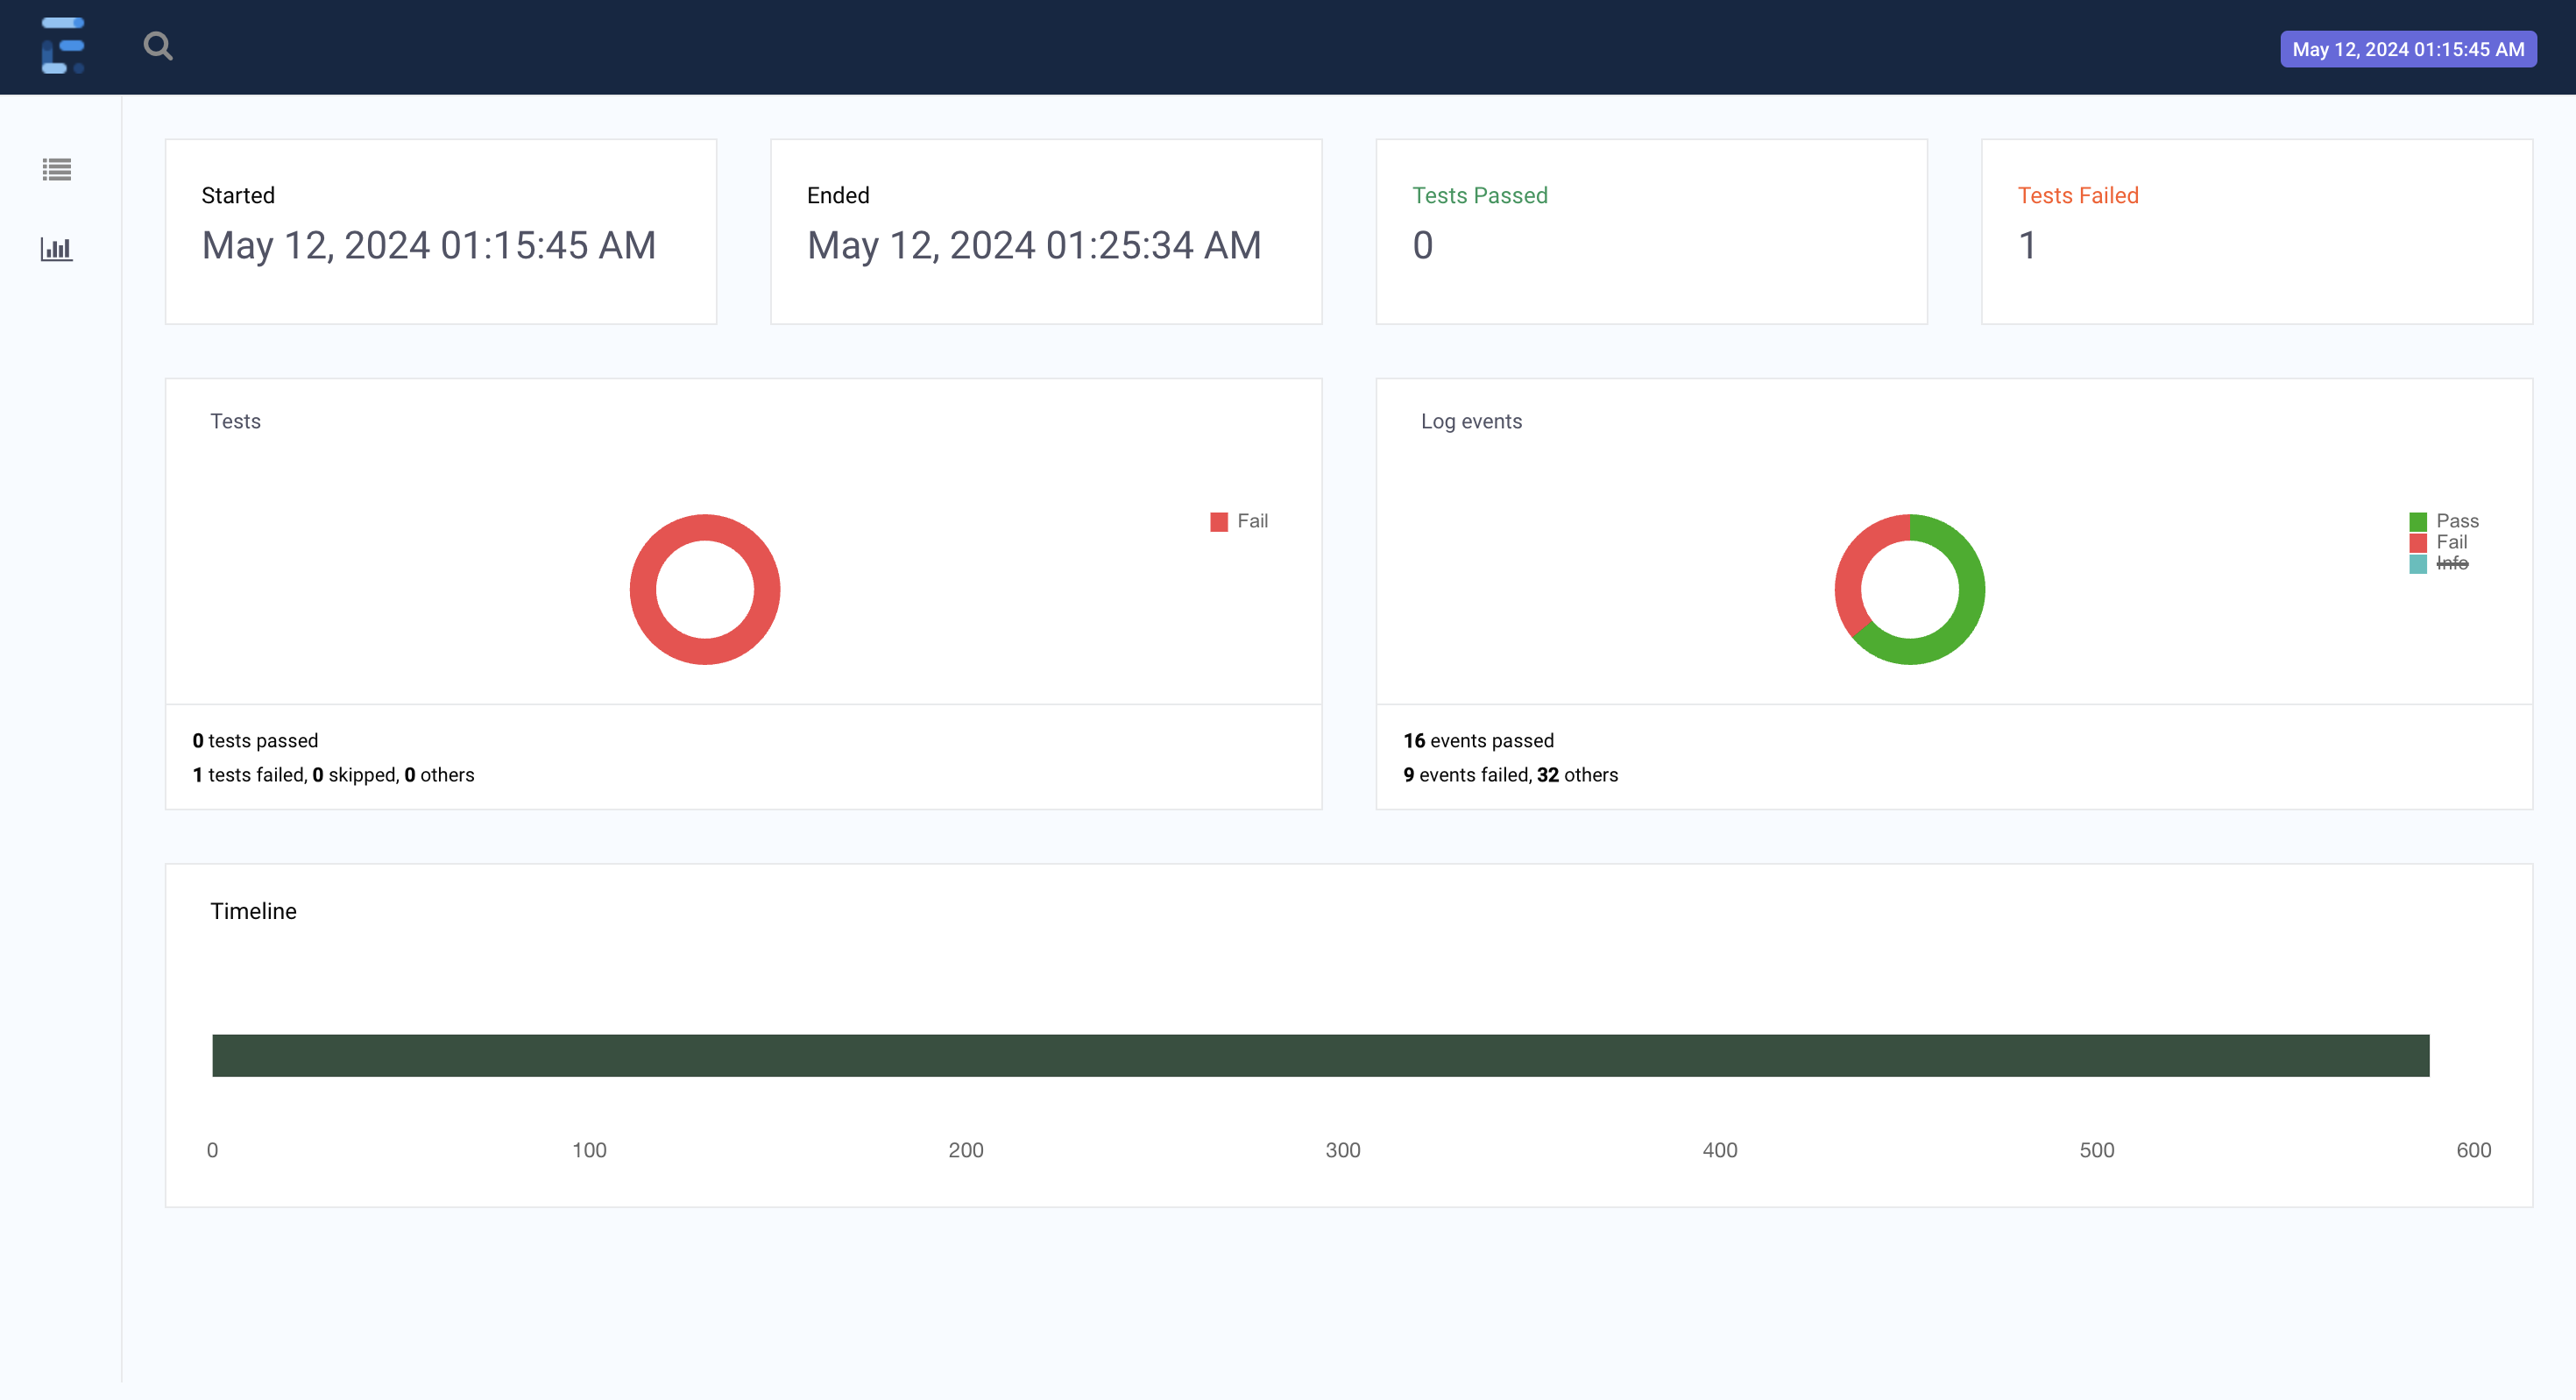 May 12, 2024 01:15:45 AM
Started
May 12, 2024 01:15:45 AM
Ended
May 12, 2024 01:25:34 AM
Tests Passed
0
Tests Failed
1
Tests
Fail
0 tests passed
1 tests failed, 0 skipped, 0 others
Log events
Pass
Fail
Info
16 events passed
9 events failed, 32 others
Timeline
0 100 200 300 400 500 600